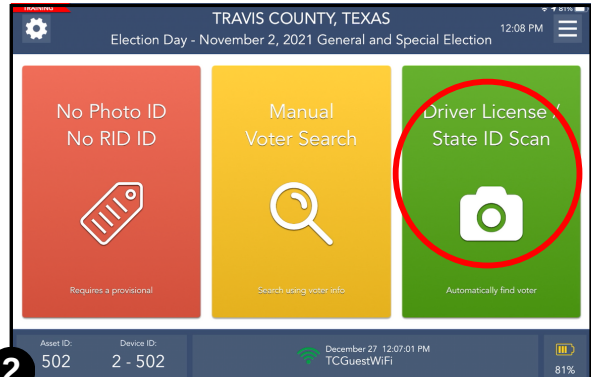 TRAINING
81%
TRAVIS COUNTY, TEXAS
12:08 PM
Election Day - November 2, 2021 General and Special Election
No Photo ID
No RID ID
Requires a provisional
Manual
Voter Search
Search using voter info
Driver License /
State ID Scan
Automatically find voter
2
Asset ID:
502
Device ID:
2 - 502
December 27 12:07:01 PM
TCGuestWiFi
81%